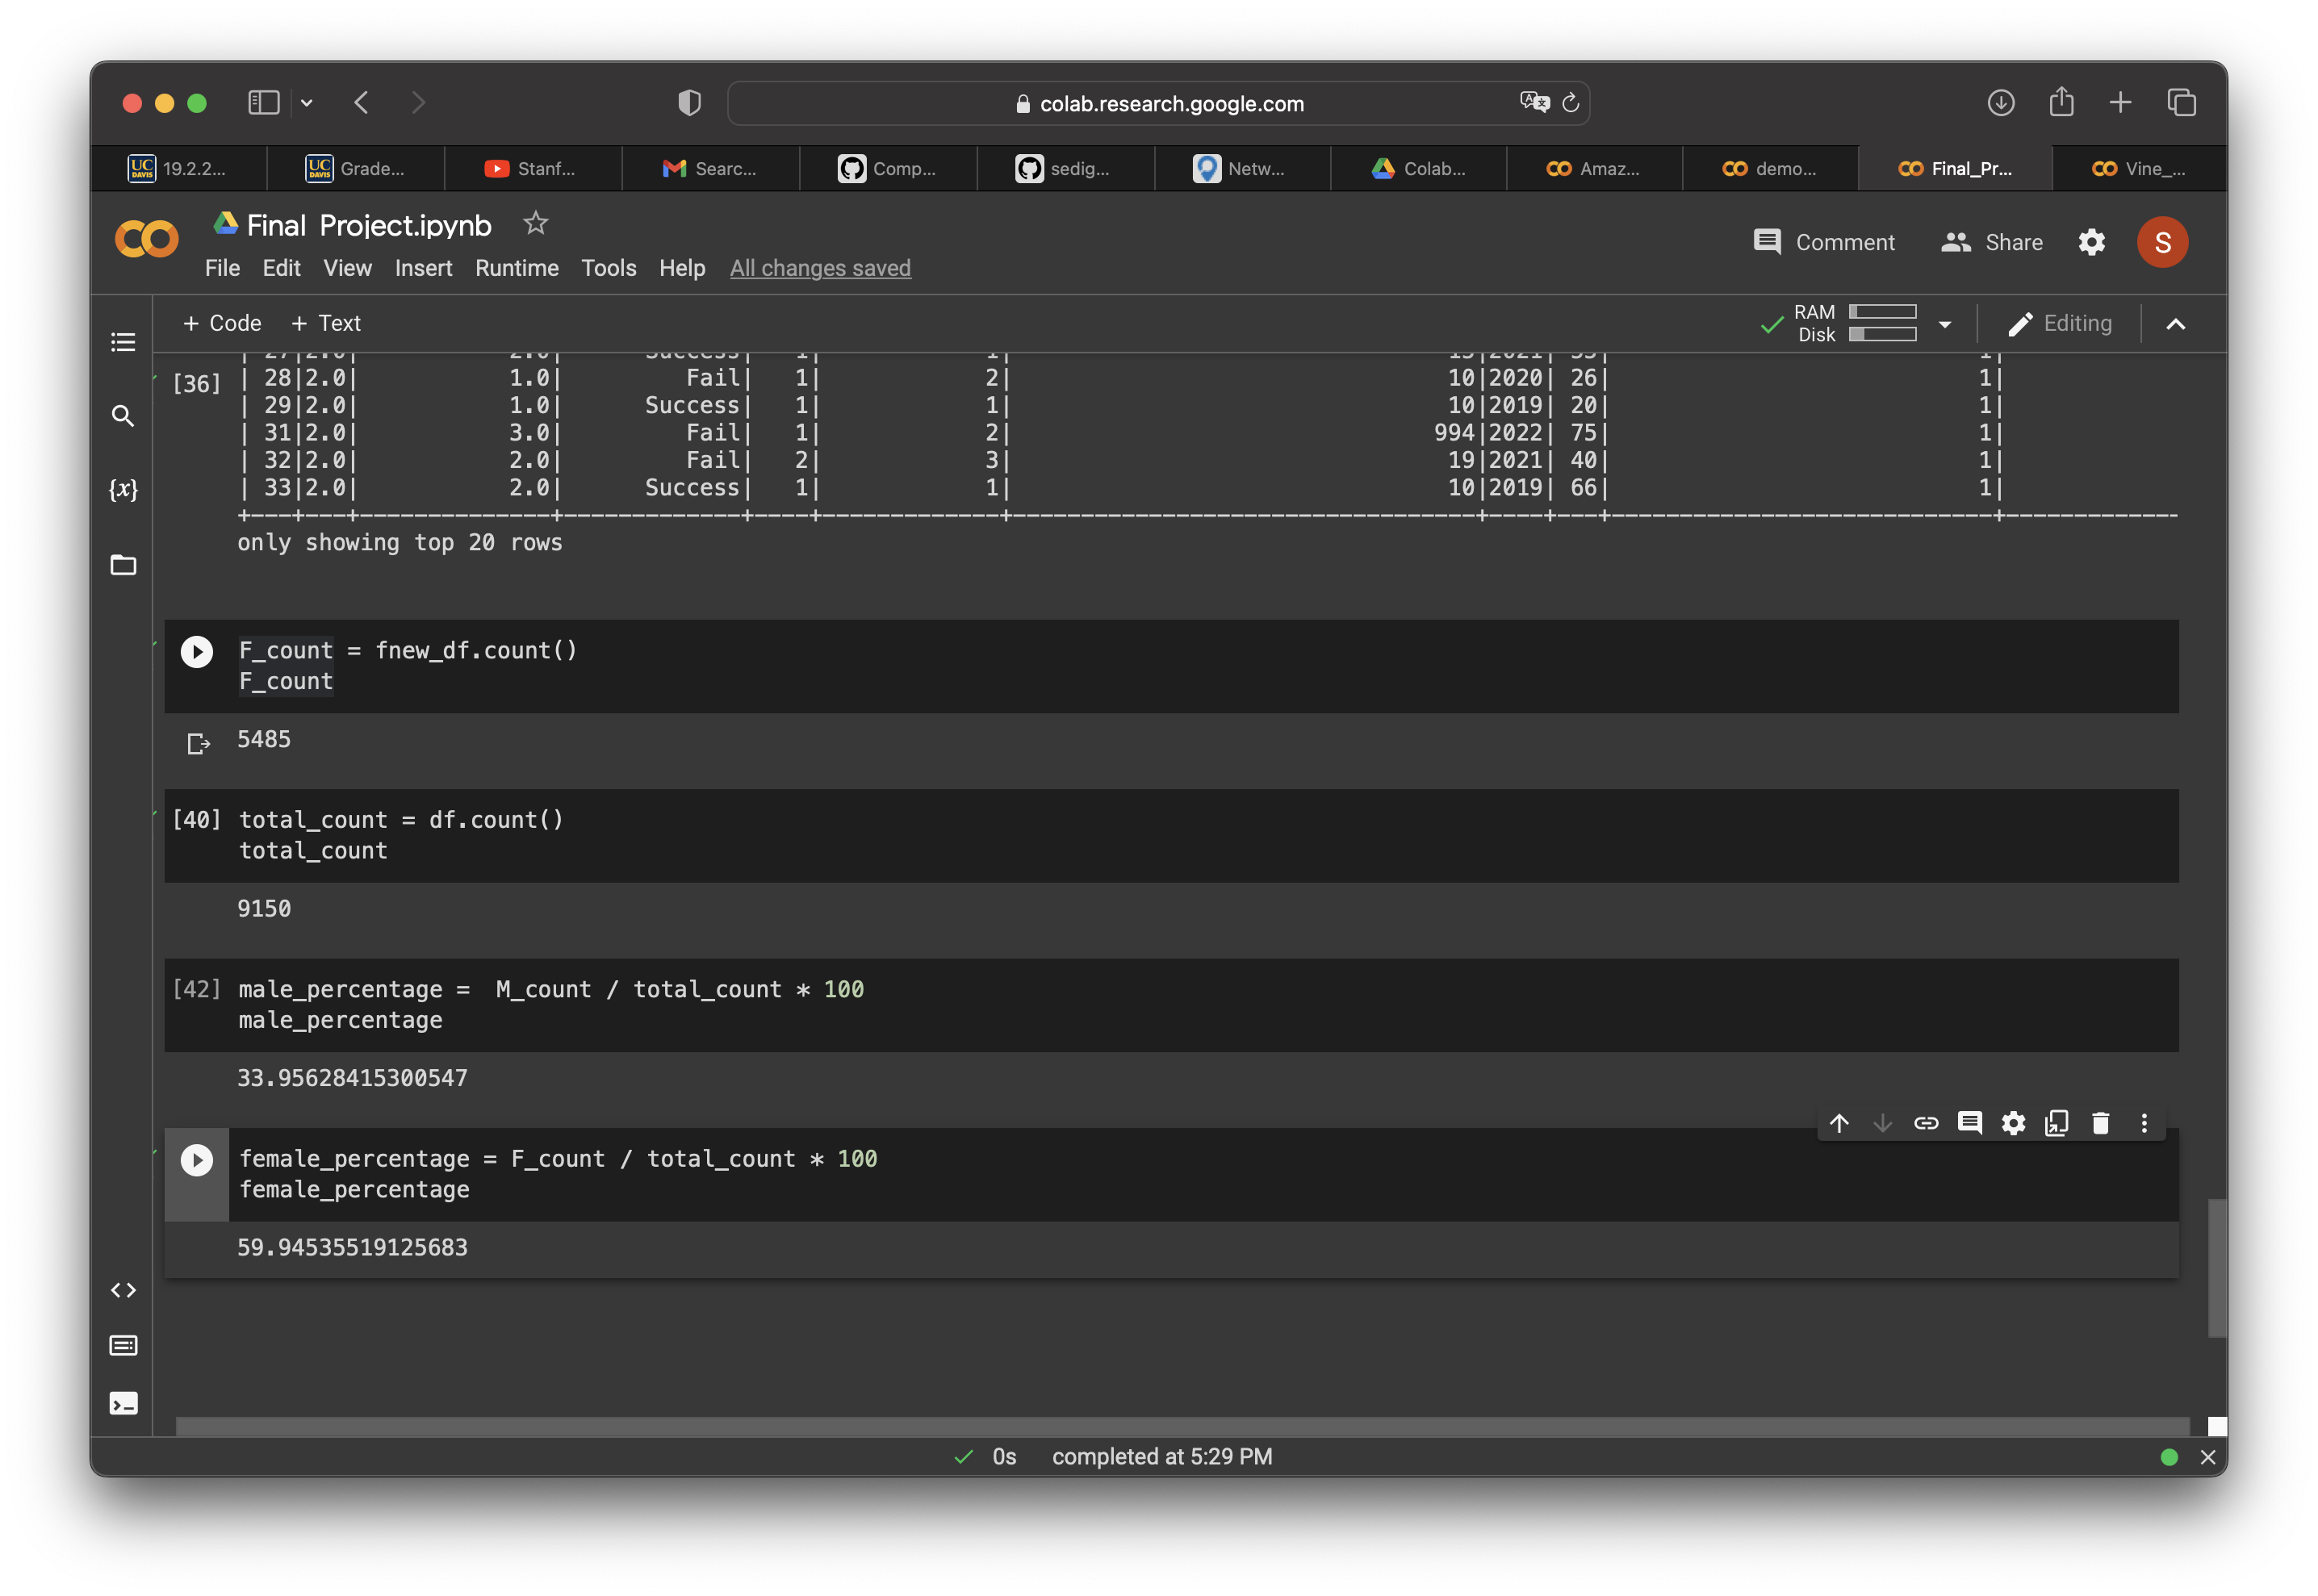 colab.research.google.com
UC DAVIS 19.2.2... UC DAVIS Grade... Stanf... Searc... Comp... sedig... Netw... Colab... Amaz... demo... Final_Pr... Vine_...
Final Project.ipynb
Comment Share S
File Edit View Insert Runtime Tools Help All changes saved
+ Code + Text RAM Disk Editing
[36]
| 28|2.0| 1.0| Fail| 1| 2| 10|2020| 26| 1|
| 29|2.0| 1.0| Success| 1| 1| 10|2019| 20| 1|
| 31|2.0| 3.0| Fail| 1| 2| 994|2022| 75| 1|
| 32|2.0| 2.0| Fail| 2| 3| 19|2021| 40| 1|
| 33|2.0| 2.0| Success| 1| 1| 10|2019| 66| 1|
only showing top 20 rows
{x}
F_count = fnew_df.count()
F_count
5485
[40] total_count = df.count()
total_count
9150
[42] male_percentage = M_count / total_count * 100
male_percentage
33.95628415300547
female_percentage = F_count / total_count * 100
female_percentage
59.94535519125683
0s completed at 5:29 PM